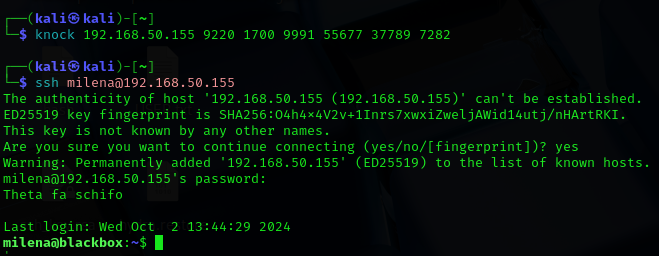 ┌──(kali㉿kali)-[~]
└─$ knock 192.168.50.155 9220 1700 9991 55677 37789 7282
┌──(kali㉿kali)-[~]
└─$ ssh milena@192.168.50.155
The authenticity of host '192.168.50.155 (192.168.50.155)' can't be established.
ED25519 key fingerprint is SHA256:O4h4x4V2v+1Inrs7xwxiZweljAWid14utj/nHArtRKI.
This key is not known by any other names.
Are you sure you want to continue connecting (yes/no/[fingerprint])? yes
Warning: Permanently added '192.168.50.155' (ED25519) to the list of known hosts.
milena@192.168.50.155's password:
Theta fa schifo
Last login: Wed Oct  2 13:44:29 2024
milena@blackbox:~$